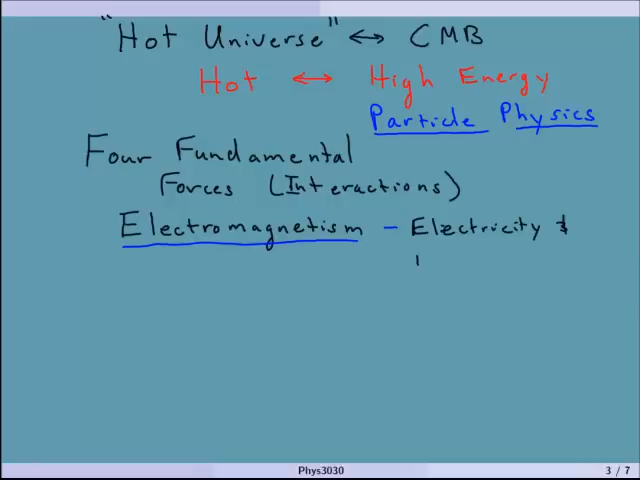 "Hot Universe" ↔ CMB
Hot ↔ High Energy
Particle Physics
Four Fundamental
Forces (Interactions)
Electromagnetism - Electricity &
Phys3030
3 / 7